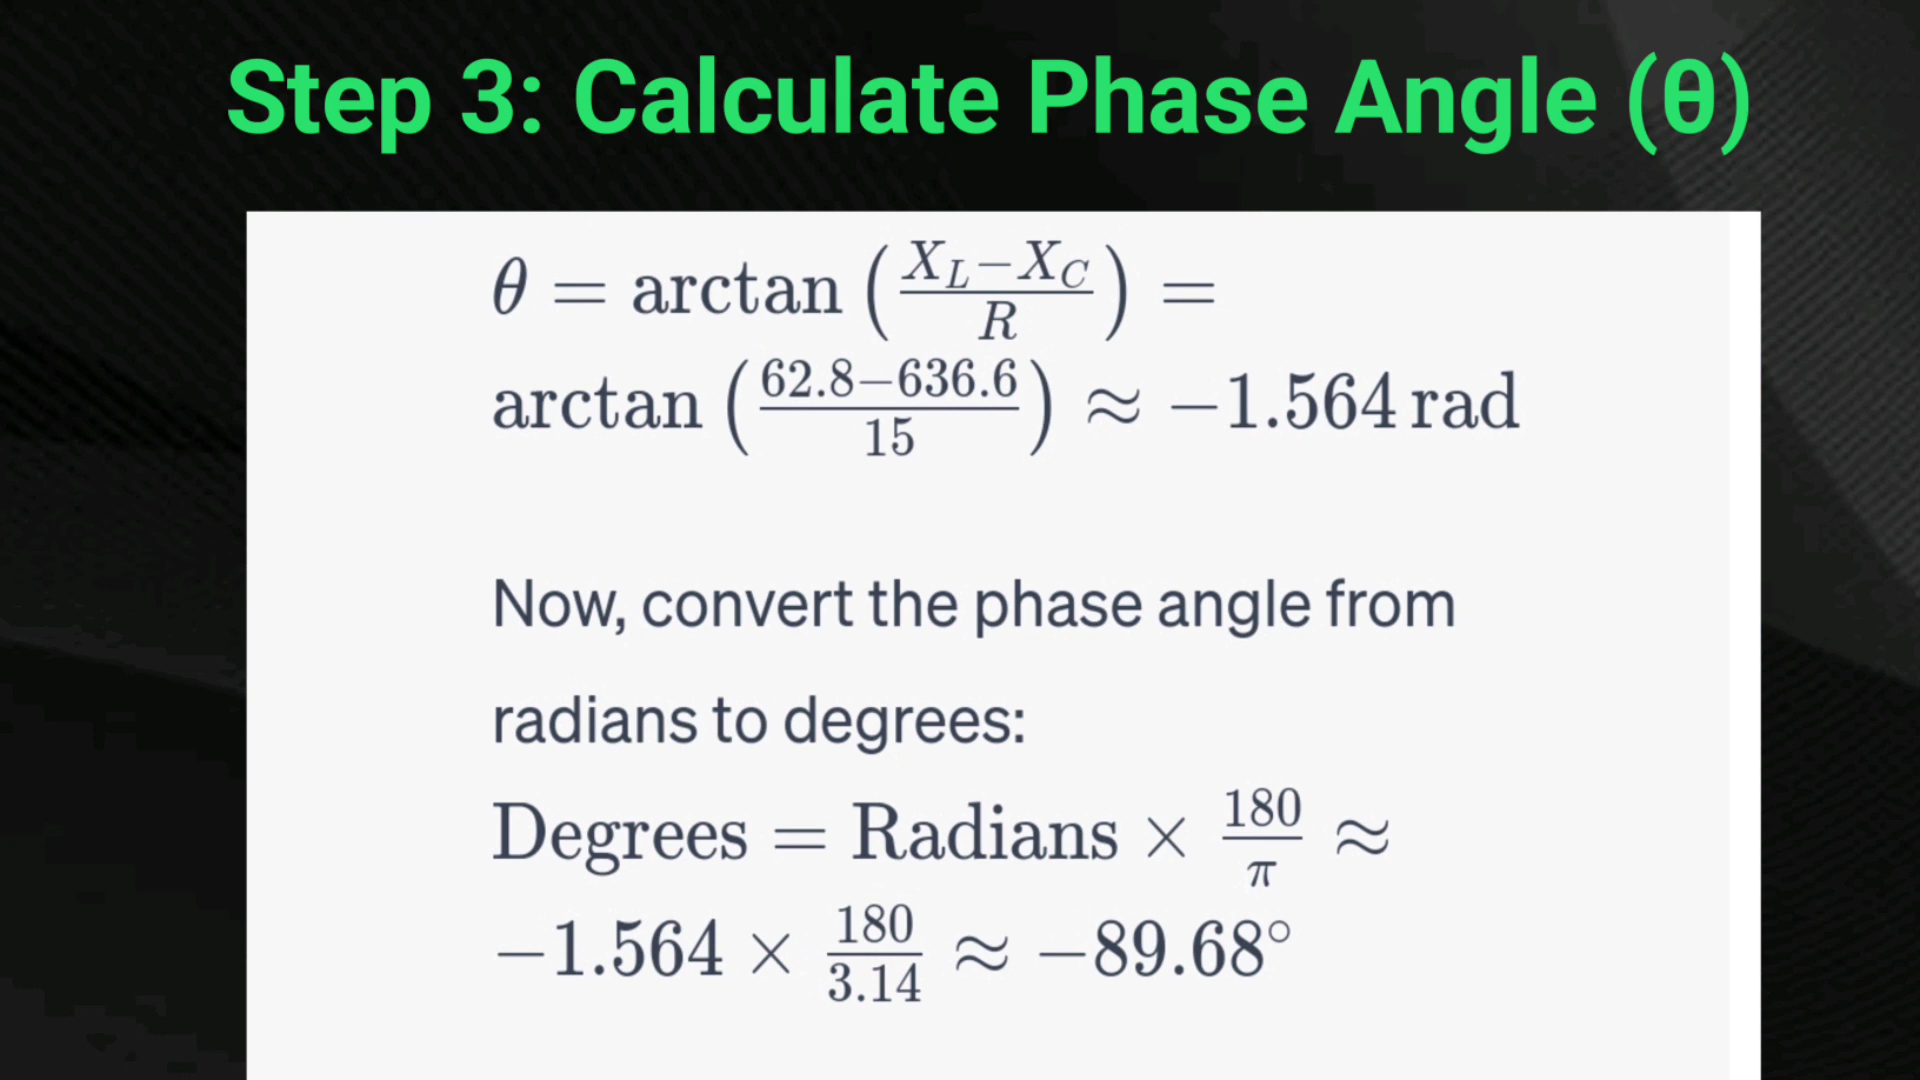 Step 3: Calculate Phase Angle (θ)
θ = arctan (X_L−X_C / R) =
arctan (62.8−636.6 / 15) ≈ −1.564 rad
Now, convert the phase angle from
radians to degrees:
Degrees = Radians × 180/π ≈
−1.564 × 180/3.14 ≈ −89.68°